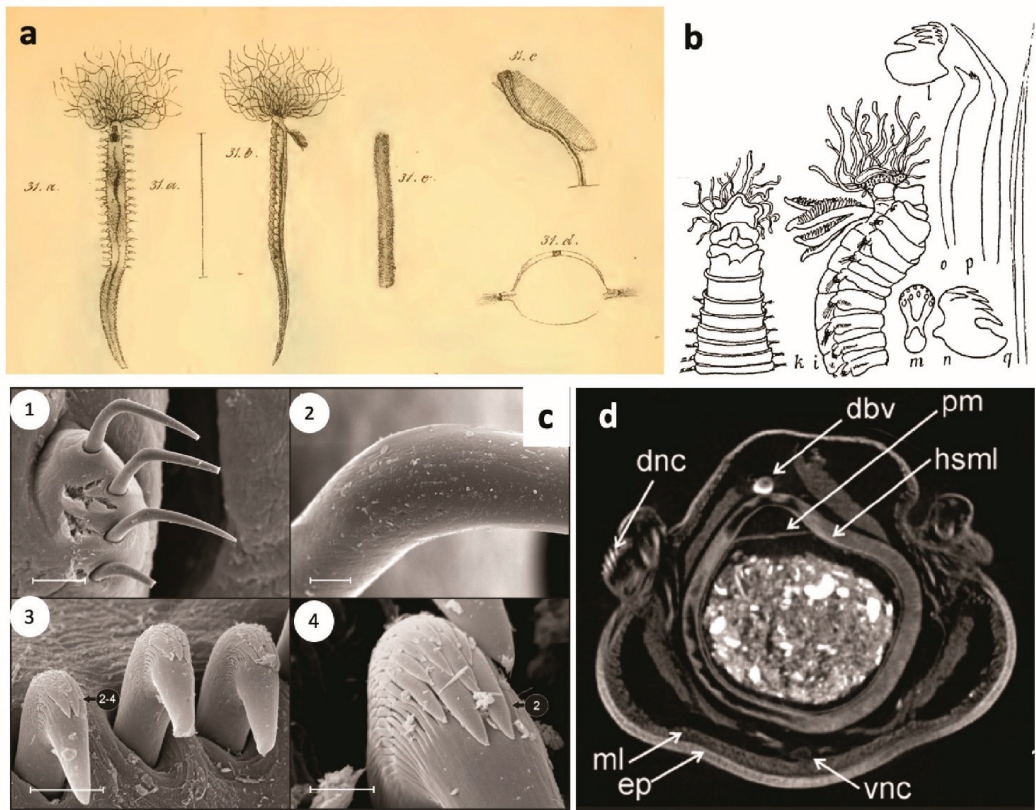 a
31. a.
31. a.
31. b.
31. e.
31. c
31. d.
b
l
o
p
k
i
m
n
q
c
1
2
3
2-4
4
2
d
dnc
dbv
pm
hsml
ml
ep
vnc